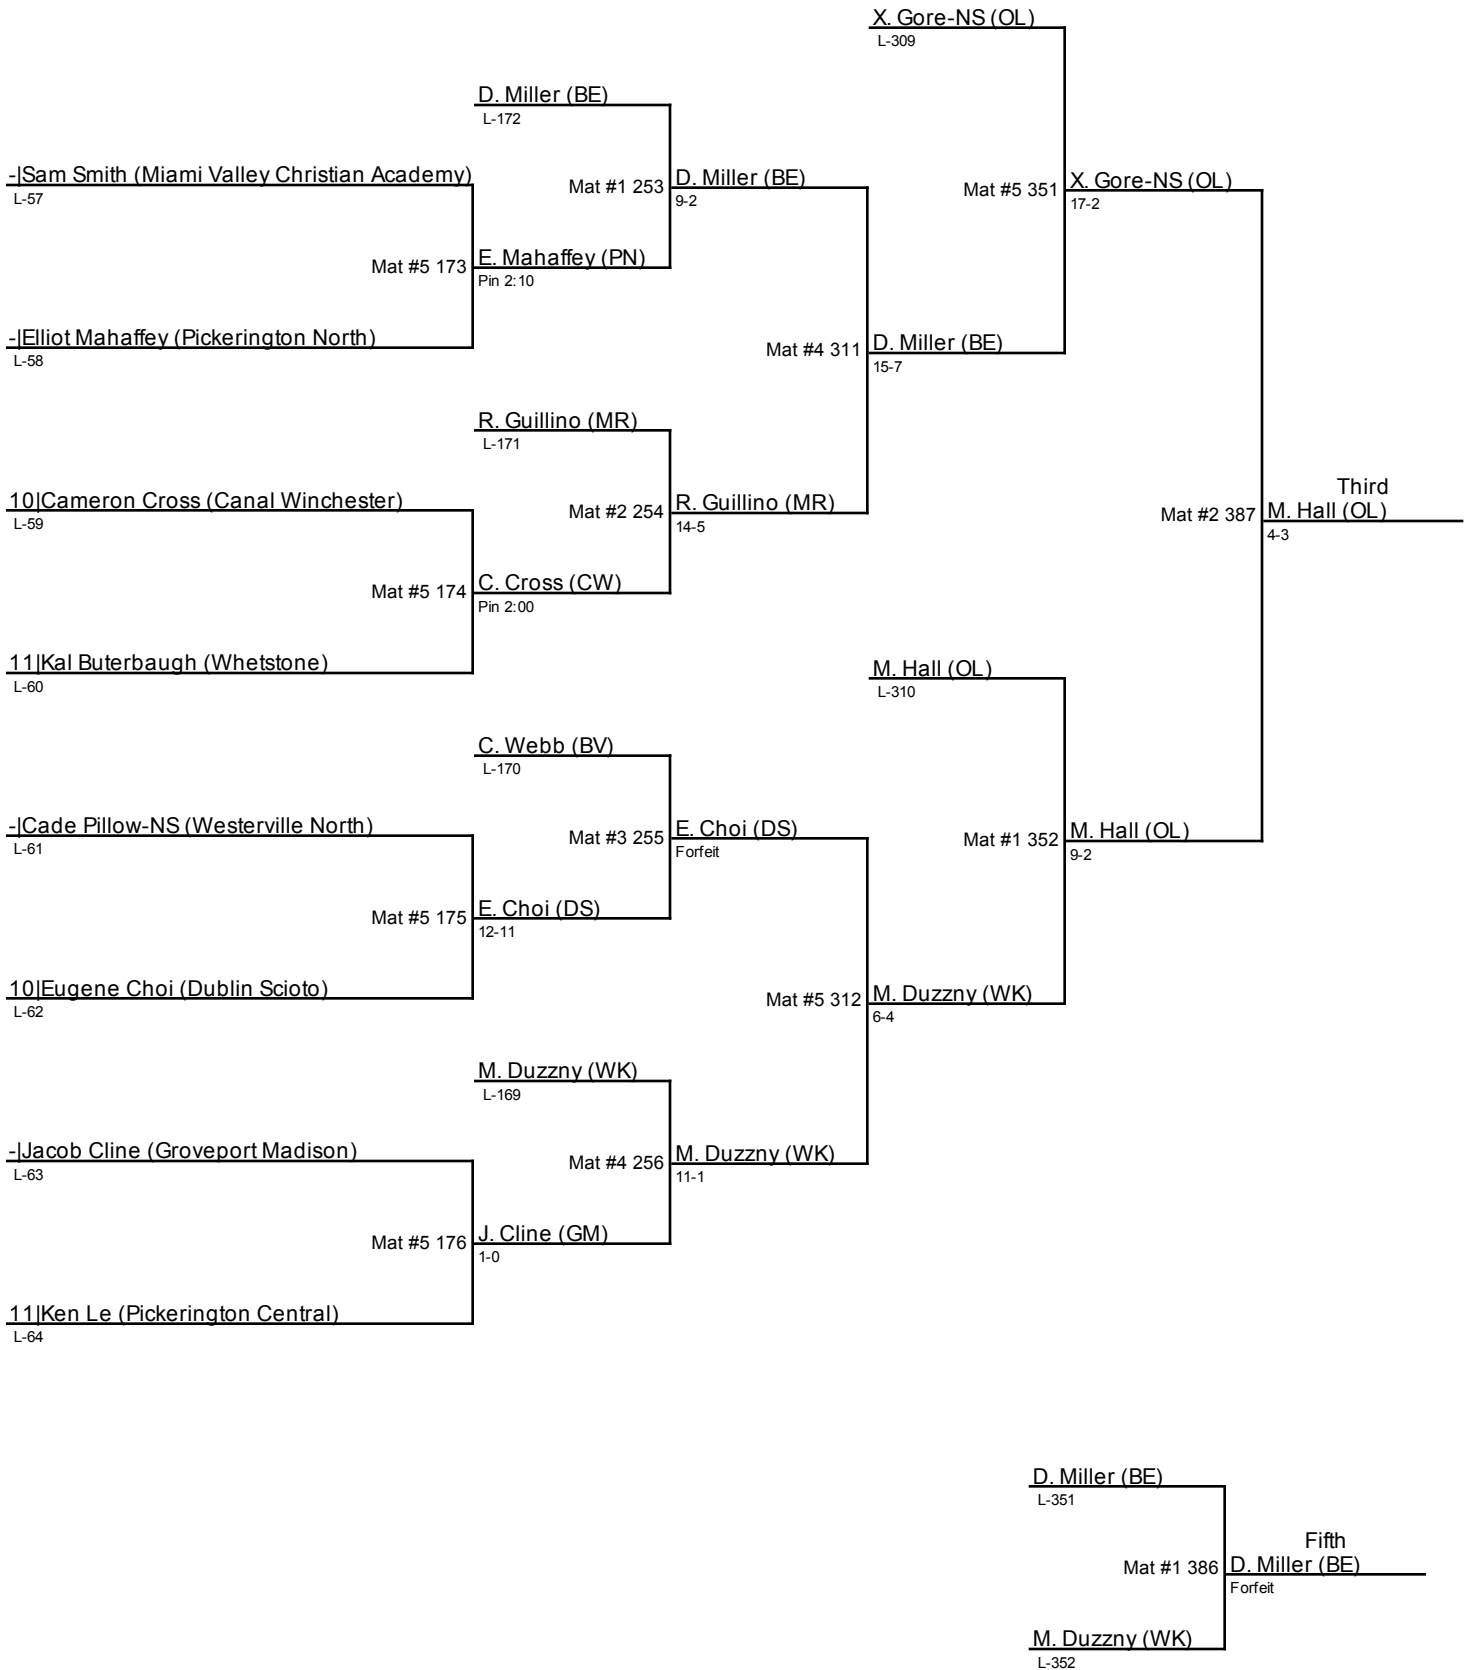 X. Gore-NS (OL)
L-309
D. Miller (BE)
L-172
-|Sam Smith (Miami Valley Christian Academy)
L-57
Mat #1 253
D. Miller (BE)
9-2
Mat #5 351
X. Gore-NS (OL)
17-2
Mat #5 173
E. Mahaffey (PN)
Pin 2:10
-|Elliot Mahaffey (Pickerington North)
L-58
Mat #4 311
D. Miller (BE)
15-7
R. Guillino (MR)
L-171
10|Cameron Cross (Canal Winchester)
L-59
Mat #2 254
R. Guillino (MR)
14-5
Third
Mat #2 387
M. Hall (OL)
4-3
Mat #5 174
C. Cross (CW)
Pin 2:00
11|Kal Buterbaugh (Whetstone)
L-60
M. Hall (OL)
L-310
C. Webb (BV)
L-170
-|Cade Pillow-NS (Westerville North)
L-61
Mat #3 255
E. Choi (DS)
Forfeit
Mat #1 352
M. Hall (OL)
9-2
Mat #5 175
E. Choi (DS)
12-11
10|Eugene Choi (Dublin Scioto)
L-62
Mat #5 312
M. Duzzny (WK)
6-4
M. Duzzny (WK)
L-169
-|Jacob Cline (Groveport Madison)
L-63
Mat #4 256
M. Duzzny (WK)
11-1
Mat #5 176
J. Cline (GM)
1-0
11|Ken Le (Pickerington Central)
L-64
D. Miller (BE)
L-351
Fifth
Mat #1 386
D. Miller (BE)
Forfeit
M. Duzzny (WK)
L-352